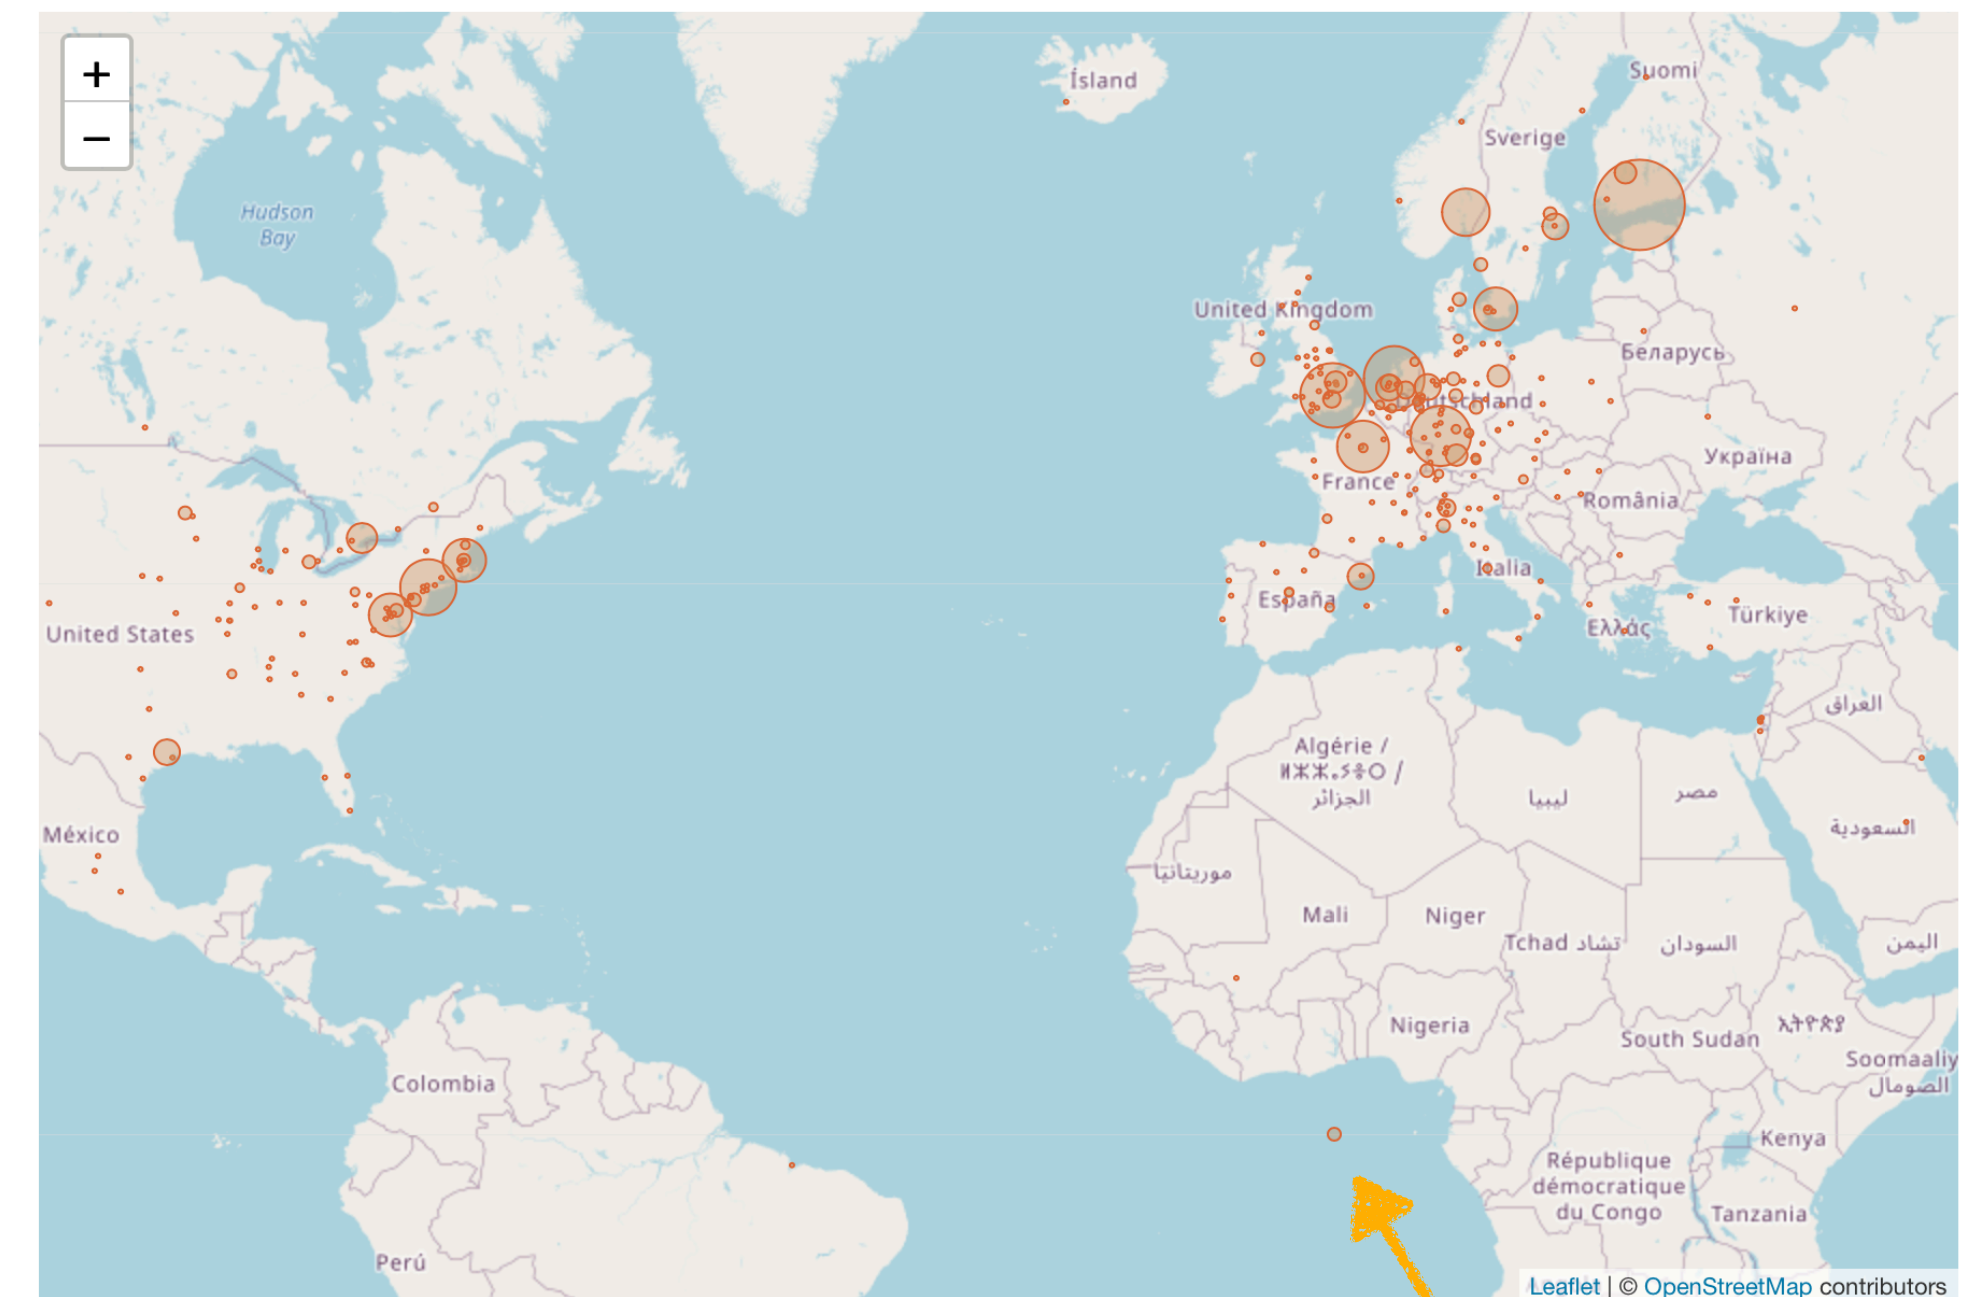 +
−
Ísland
Suomi
Sverige
Hudson
Bay
United Kingdom
Беларусь
Deutschland
Україна
France
România
Italia
España
Türkiye
Ελλάς
United States
العراق
Algérie /
ⵍⵣⵣⴰⵢⴻⵔ /
الجزائر
ليبيا
مصر
السعودية
México
موريتانيا
Mali
Niger
Tchad تشاد
السودان
اليمن
Nigeria
South Sudan
ኢትዮጵያ
Soomaaliy
الصومال
Colombia
Kenya
République
démocratique
du Congo
Tanzania
Perú
Leaflet | © OpenStreetMap contributors